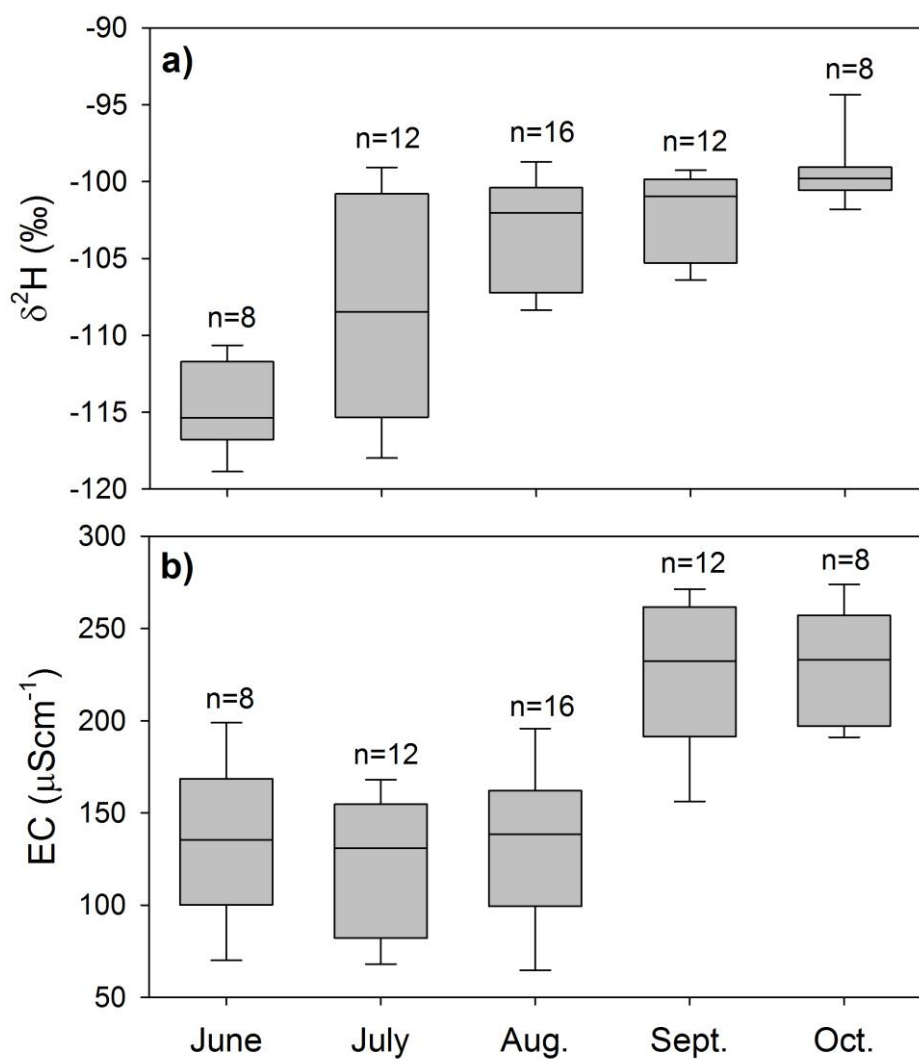 a)
δ²H (‰)
-90
-95
-100
-105
-110
-115
-120
n=8
n=12
n=16
n=12
n=8
b)
EC (μScm⁻¹)
300
250
200
150
100
50
n=8
n=12
n=16
n=12
n=8
June July Aug. Sept. Oct.